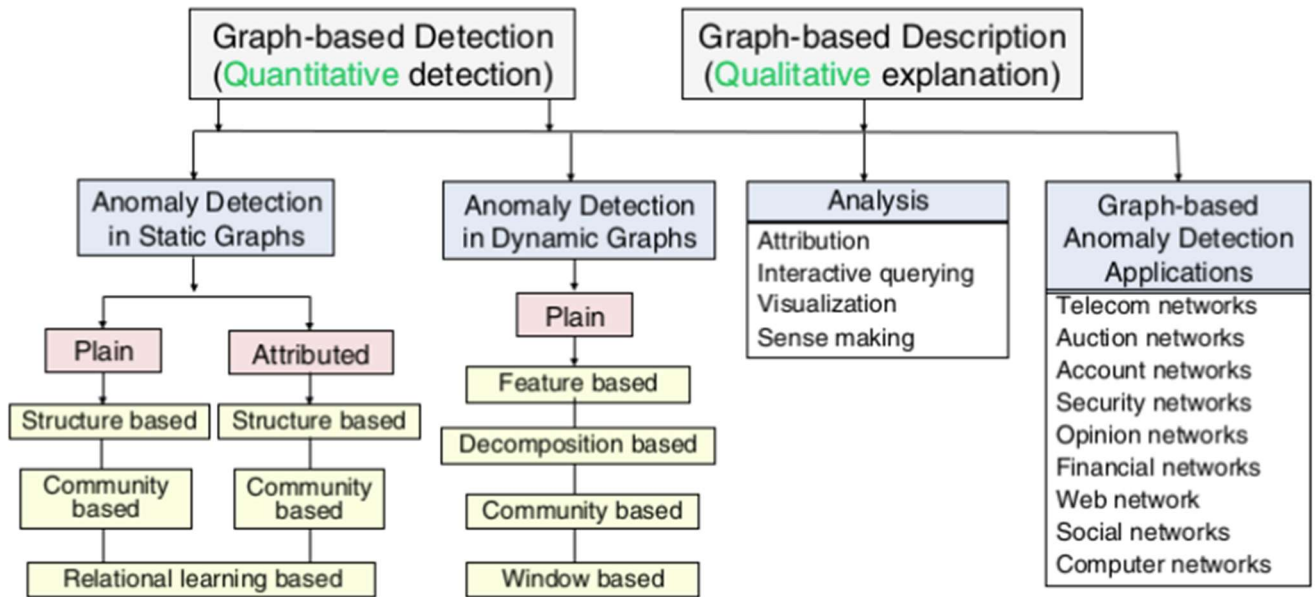 Graph-based Detection
(Quantitative detection)
Graph-based Description
(Qualitative explanation)
Anomaly Detection
in Static Graphs
Plain
Structure based
Community
based
Attributed
Structure based
Community
based
Relational learning based
Anomaly Detection
in Dynamic Graphs
Plain
Feature based
Decomposition based
Community based
Window based
Analysis
Attribution
Interactive querying
Visualization
Sense making
Graph-based
Anomaly Detection
Applications
Telecom networks
Auction networks
Account networks
Security networks
Opinion networks
Financial networks
Web network
Social networks
Computer networks